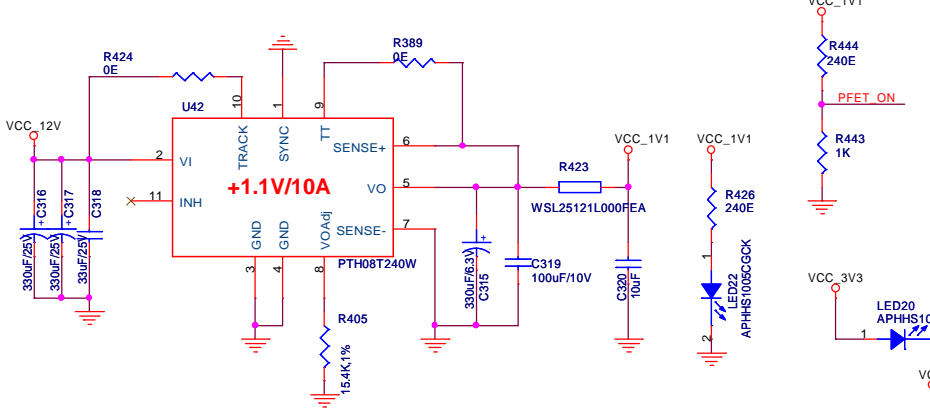 VCC_1V1
R444
240E
PFET_ON
R443
1K
R424
0E
R389
0E
U42
10
1
9
TRACK
SYNC
TT
VCC_12V
2
VI
11
INH
+1.1V/10A
SENSE+
6
VO
5
SENSE-
7
GND
GND
VOAdj
PTH08T240W
3
4
8
+
C316
330uF/25V
+
C317
330uF/25V
C318
33uF/25V
R405
15.4K,1%
+
330uF/6.3V
C315
C319
100uF/10V
R423
WSL25121L000FEA
VCC_1V1
C320
10uF
VCC_1V1
R426
240E
1
LED22
APHHS1005CGCK
2
VCC_3V3
LED20
APHHS10
1